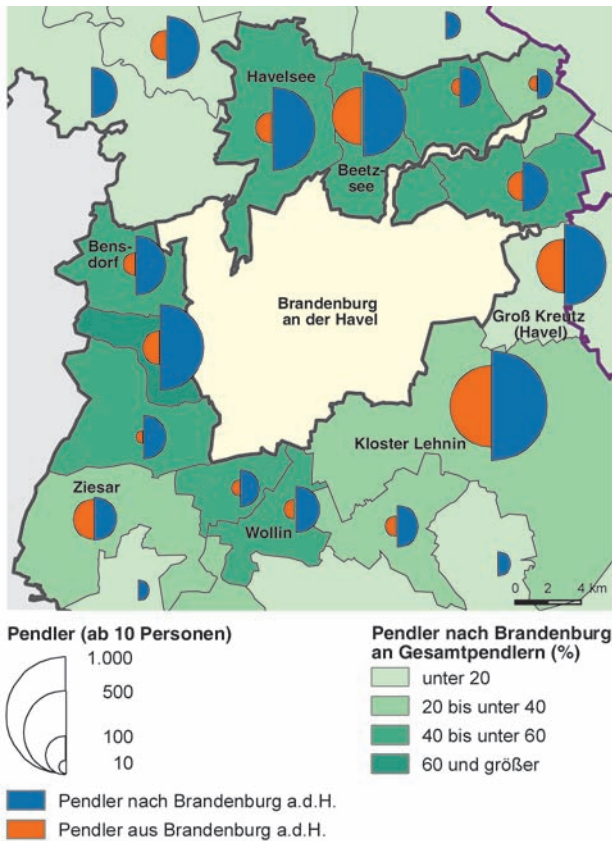 Havelsee
Beetz-
see
Bens-
dorf
Brandenburg
an der Havel
Groß Kreutz
(Havel)
Kloster Lehnin
Ziesar
Wollin
0 2 4 km
Pendler (ab 10 Personen)
1.000
500
100
10
Pendler nach Brandenburg a.d.H.
Pendler aus Brandenburg a.d.H.
Pendler nach Brandenburg
an Gesamtpendlern (%)
unter 20
20 bis unter 40
40 bis unter 60
60 und größer